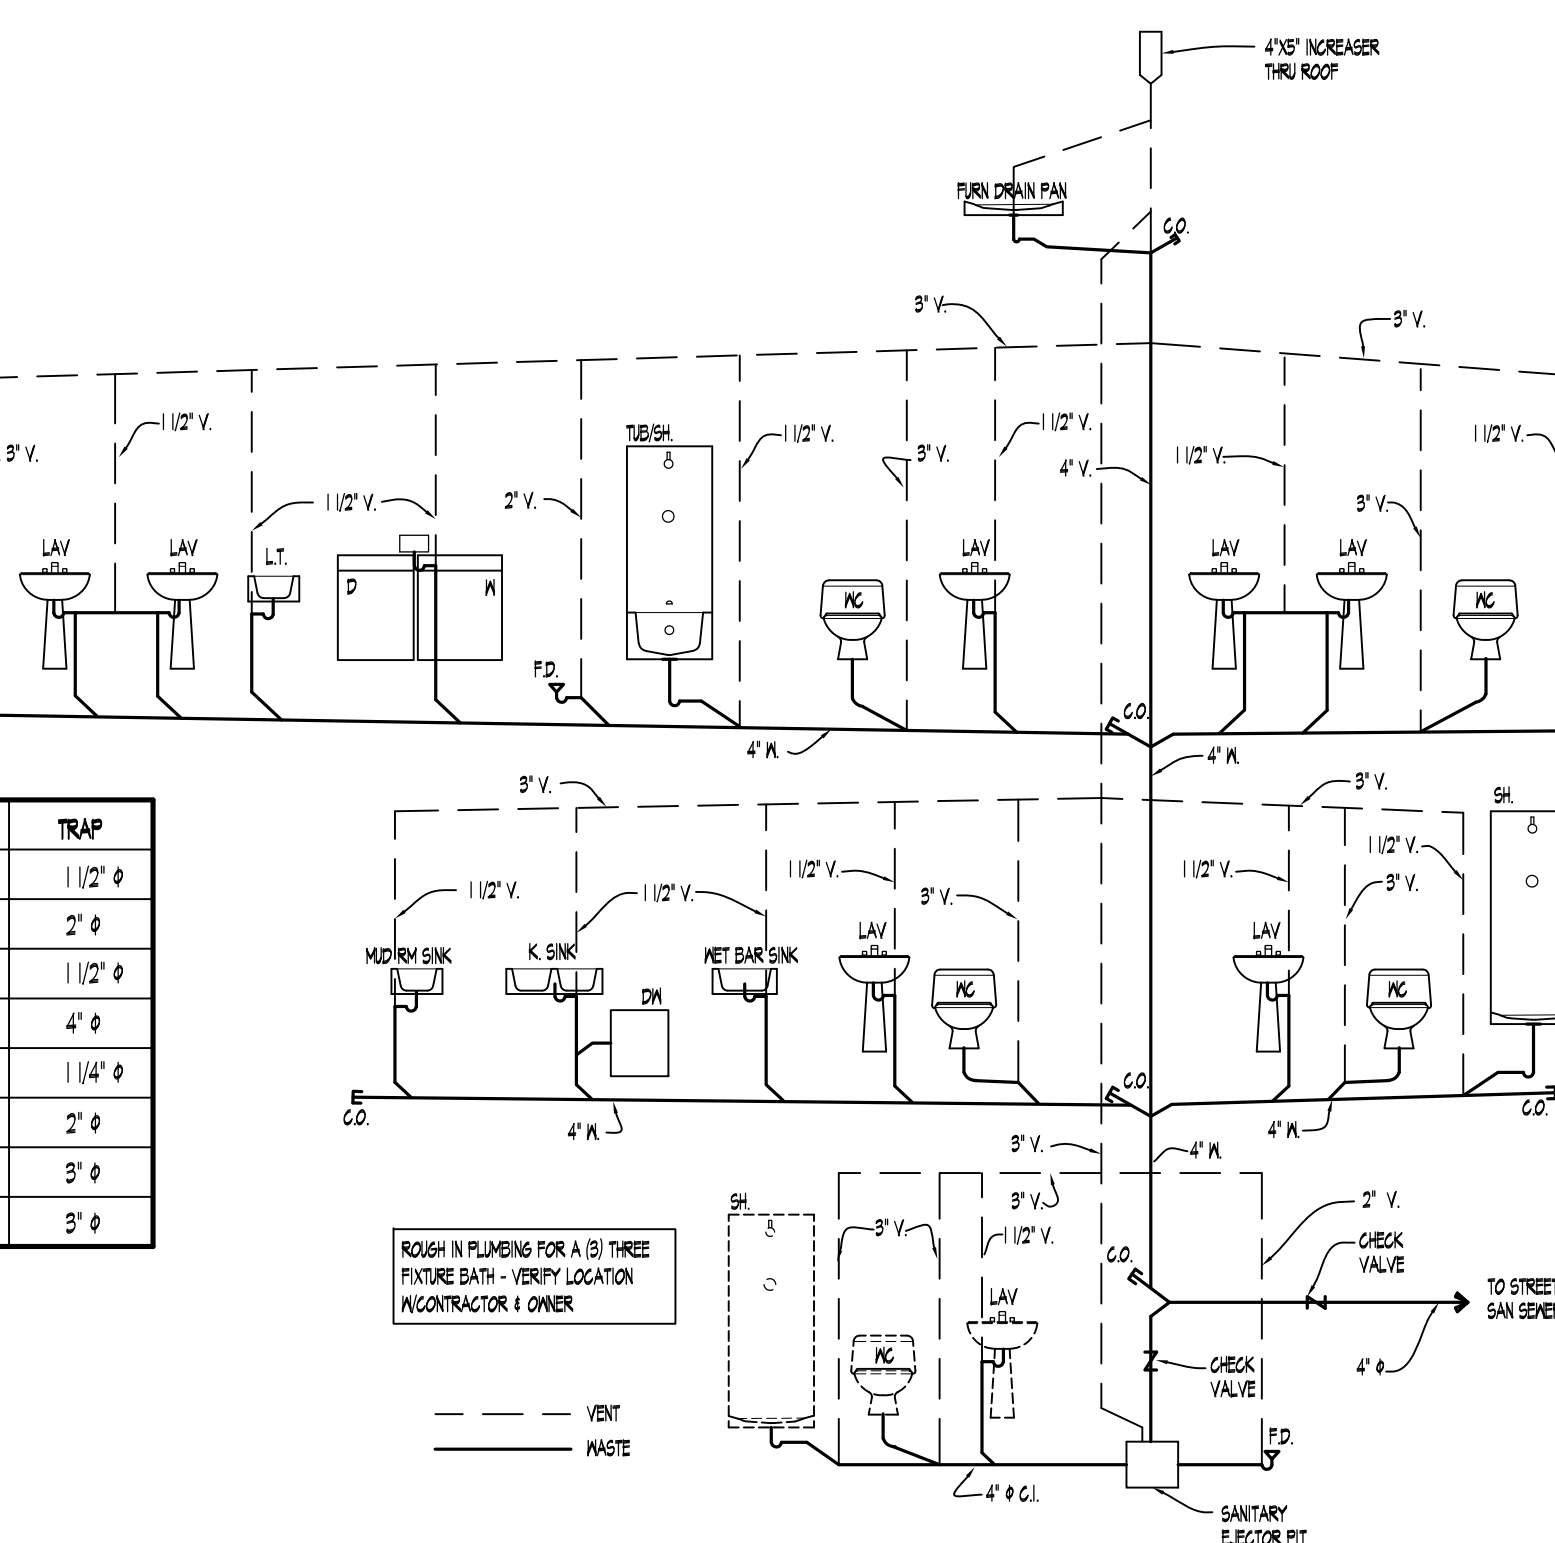 4"X5" INCREASER
THRU ROOF
FURN DRAIN PAN
C.O.
3" V.
3" V.
1 1/2" V.
TUB/SH.
1 1/2" V.
1 1/2" V.
1 1/2" V.
3" V.
3" V.
4" V.
1 1/2" V.
1 1/2" V.
2" V.
3" V.
LAV
LAV
L.T.
D
W
F.D.
WC
LAV
LAV
LAV
WC
C.O.
4" W.
4" W.
3" V.
3" V.
SH.
TRAP
1 1/2" φ
2" φ
1 1/2" φ
4" φ
1 1/4" φ
2" φ
3" φ
3" φ
1 1/2" V.
1 1/2" V.
1 1/2" V.
3" V.
1 1/2" V.
1 1/2" V.
3" V.
MUD RM SINK
K. SINK
WET BAR SINK
LAV
LAV
DW
WC
WC
C.O.
C.O.
C.O.
4" W.
4" W.
3" V.
4" W.
SH.
3" V.
2" V.
3" V.
1 1/2" V.
CHECK
VALVE
C.O.
ROUGH IN PLUMBING FOR A (3) THREE
FIXTURE BATH - VERIFY LOCATION
W/CONTRACTOR & OWNER
LAV
WC
TO STREET
SAN SEWER
CHECK
VALVE
4" φ
VENT
WASTE
F.D.
4" φ C.I.
SANITARY
EJECTOR PIT